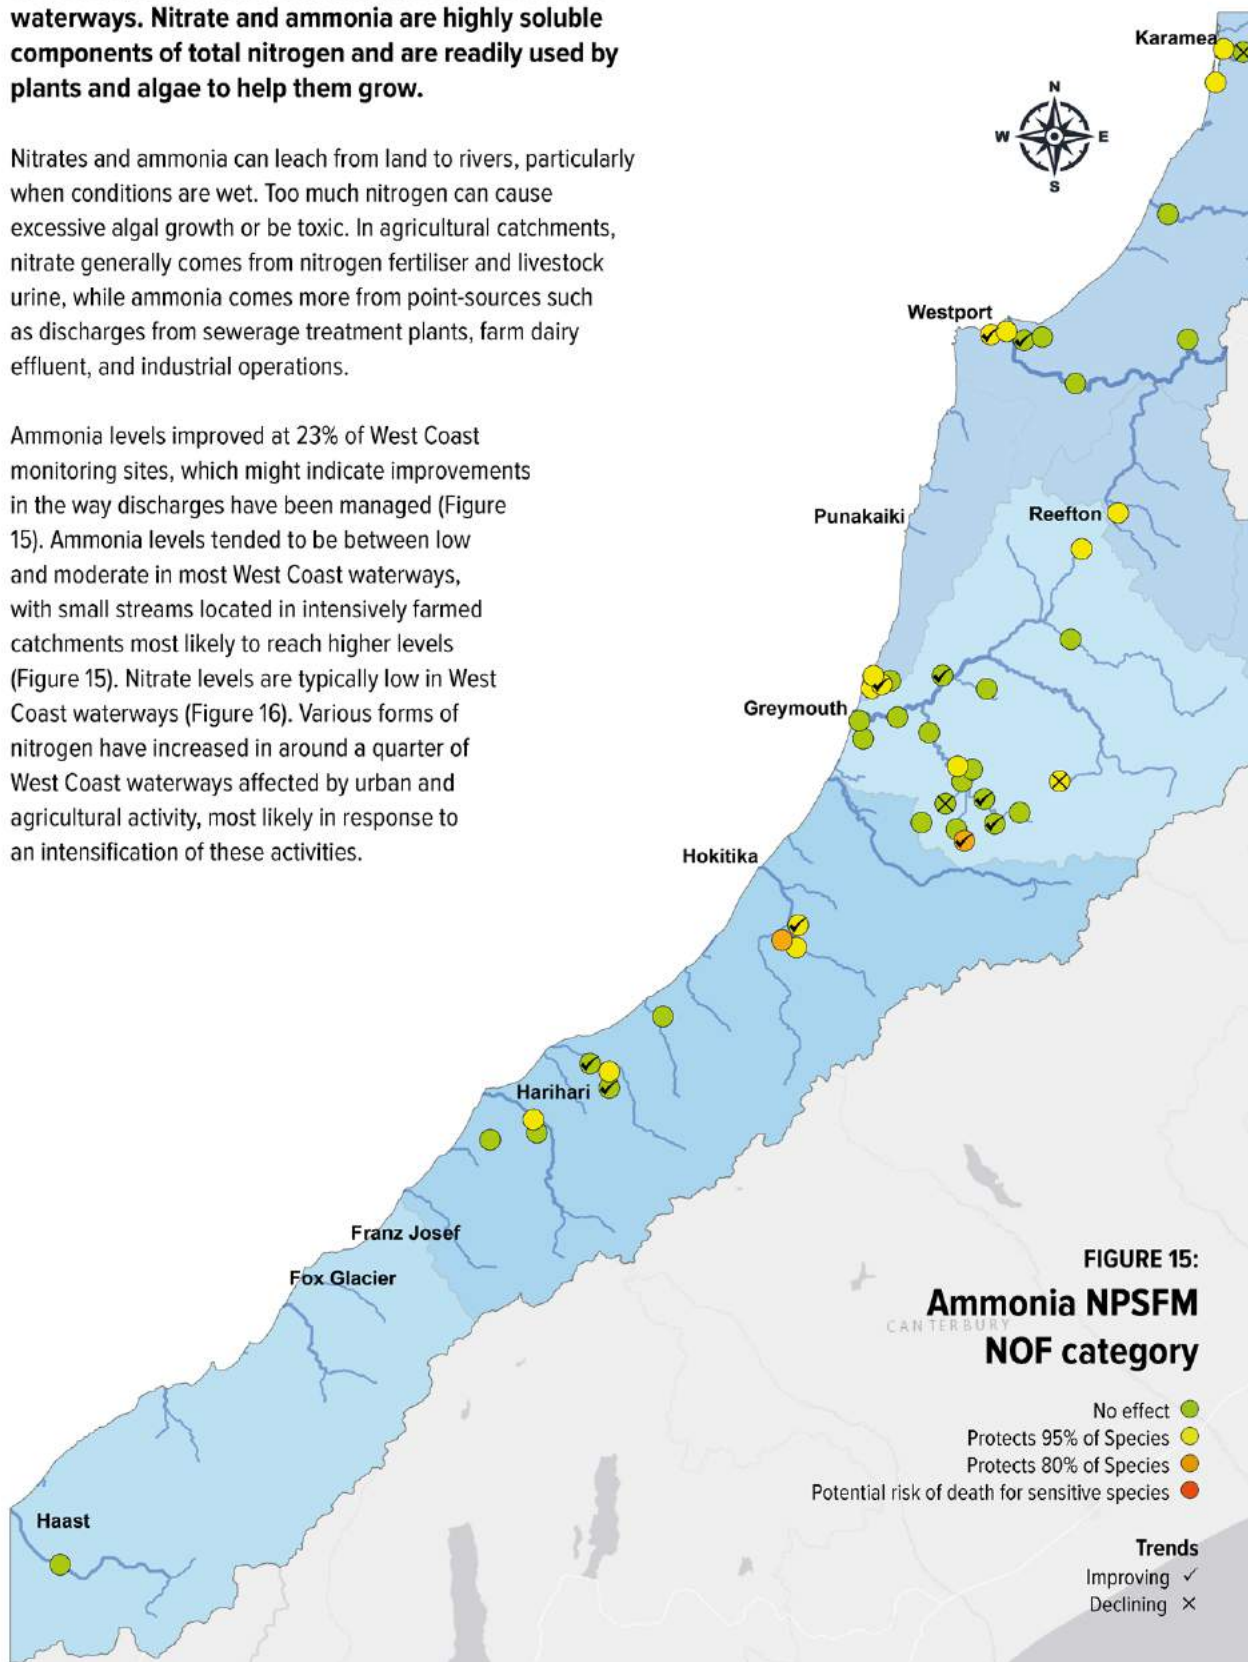 waterways. Nitrate and ammonia are highly soluble
components of total nitrogen and are readily used by
plants and algae to help them grow.
Nitrates and ammonia can leach from land to rivers, particularly
when conditions are wet. Too much nitrogen can cause
excessive algal growth or be toxic. In agricultural catchments,
nitrate generally comes from nitrogen fertiliser and livestock
urine, while ammonia comes more from point-sources such
as discharges from sewerage treatment plants, farm dairy
effluent, and industrial operations.
Ammonia levels improved at 23% of West Coast
monitoring sites, which might indicate improvements
in the way discharges have been managed (Figure
15). Ammonia levels tended to be between low
and moderate in most West Coast waterways,
with small streams located in intensively farmed
catchments most likely to reach higher levels
(Figure 15). Nitrate levels are typically low in West
Coast waterways (Figure 16). Various forms of
nitrogen have increased in around a quarter of
West Coast waterways affected by urban and
agricultural activity, most likely in response to
an intensification of these activities.
Karamea
N
W E
S
Westport
Punakaiki
Reefton
Greymouth
Hokitika
Harihari
Franz Josef
Fox Glacier
Haast
FIGURE 15:
Ammonia NPSFM
CANTERBURY
NOF category
No effect
Protects 95% of Species
Protects 80% of Species
Potential risk of death for sensitive species
Trends
Improving ✓
Declining ×